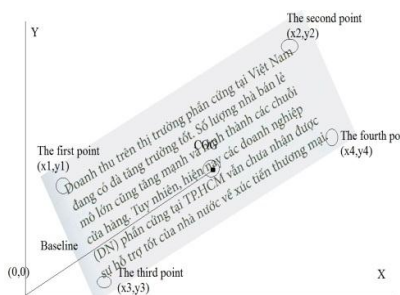 Y
The second point
(x2,y2)
Doanh thu trên thị trường phần cứng tại Việt Nam
đang có đà tăng trưởng tốt. Số lượng nhà bán lẻ
mô lớn cũng tăng mạnh và hình thành các chuỗi
cửa hàng. Tuy nhiên, hiện nay các doanh nghiệp
(DN) phần cứng tại TP.HCM vẫn chưa nhận được
sự hỗ trợ tốt của nhà nước về xúc tiến thương mại.
COG
The first point
(x1,y1)
The fourth po
(x4,y4)
Baseline
(0,0)
The third point
(x3,y3)
X